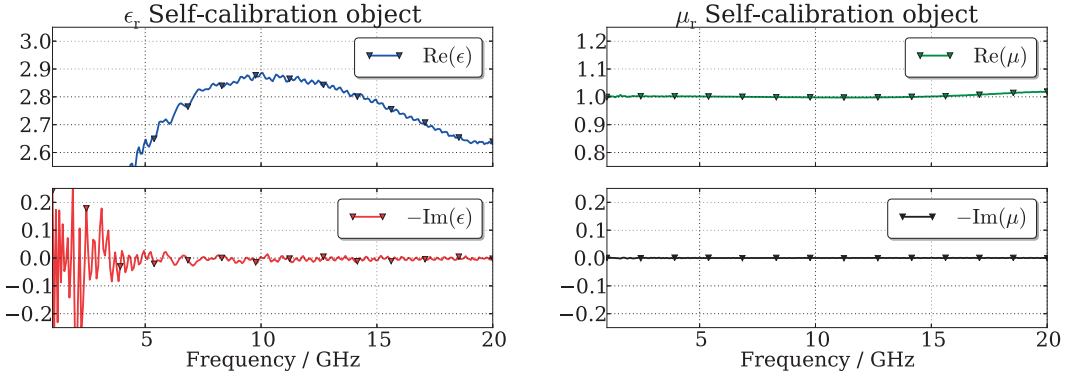 ϵr Self-calibration object
3.0
2.9
2.8
2.7
2.6
Re(ϵ)
0.2
0.1
0.0
−0.1
−0.2
−Im(ϵ)
5 10 15 20
Frequency / GHz
μr Self-calibration object
1.2
1.1
1.0
0.9
0.8
Re(μ)
0.2
0.1
0.0
−0.1
−0.2
−Im(μ)
5 10 15 20
Frequency / GHz